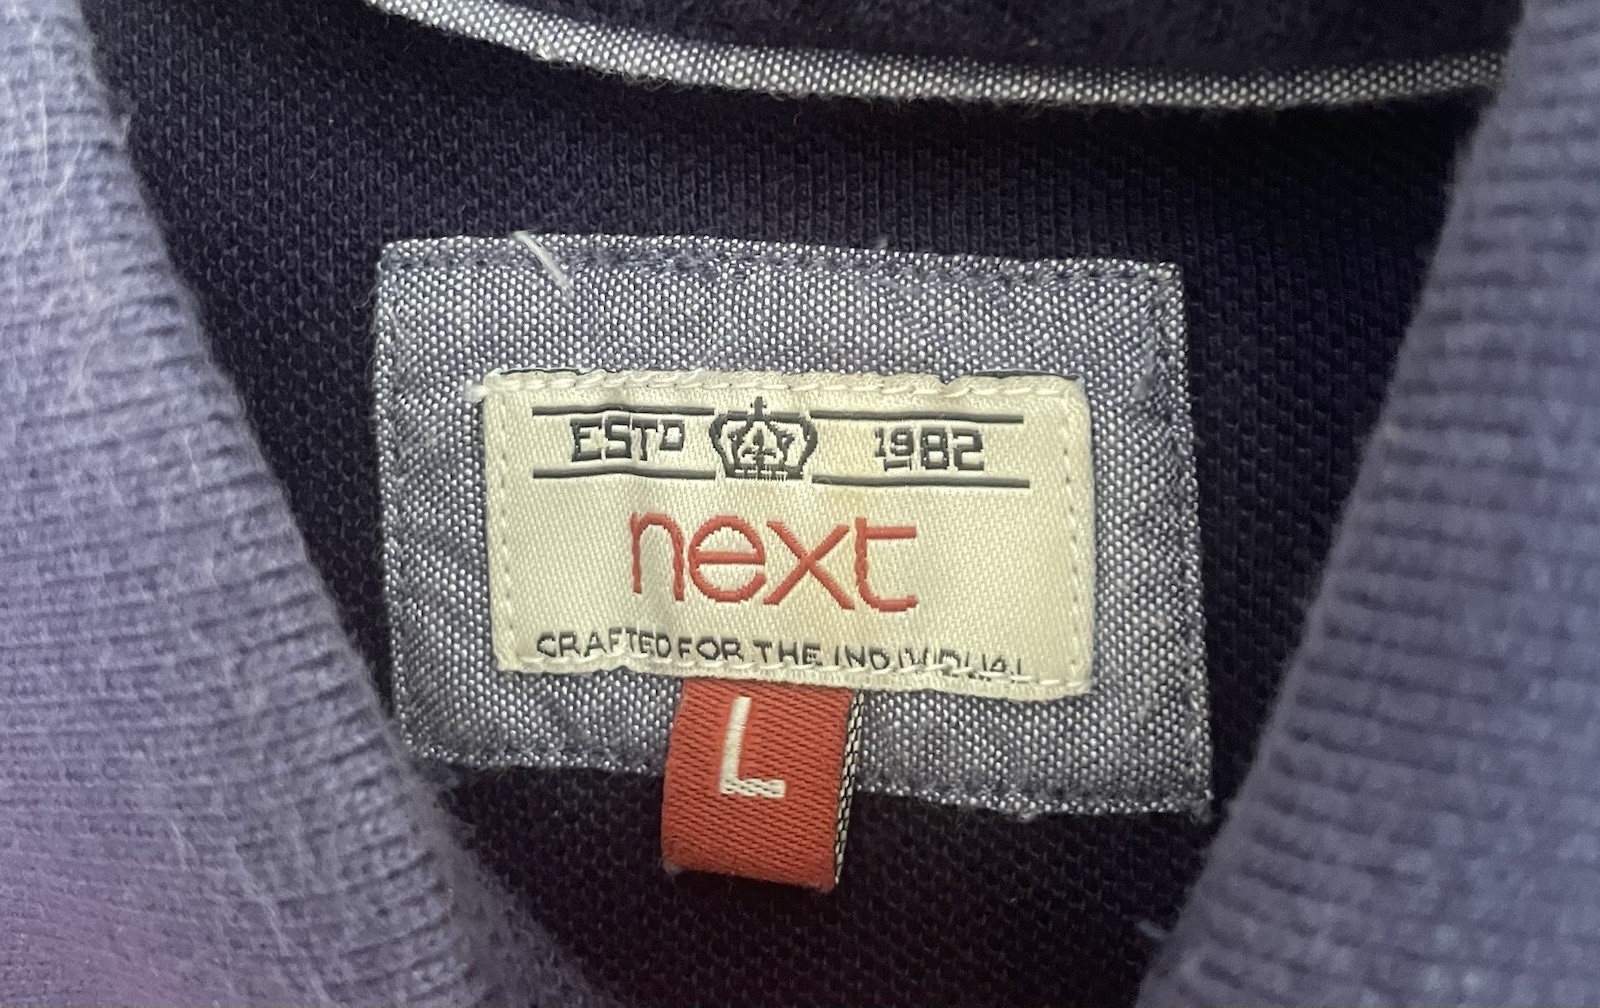 ESTD 1982
next
CRAFTED FOR THE INDIVIDUAL
L